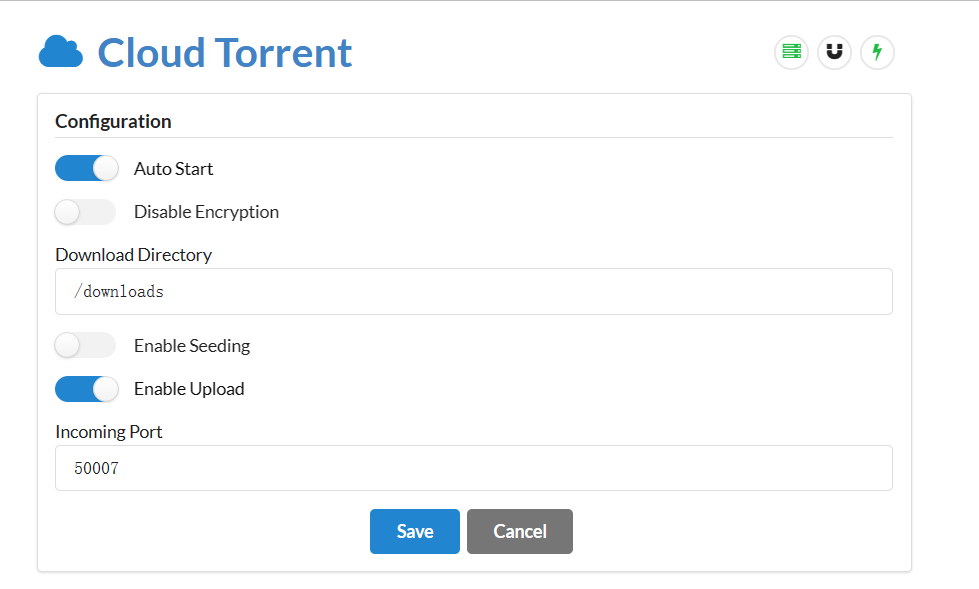 Cloud Torrent
Configuration
Auto Start
Disable Encryption
Download Directory
/downloads
Enable Seeding
Enable Upload
Incoming Port
50007
Save Cancel